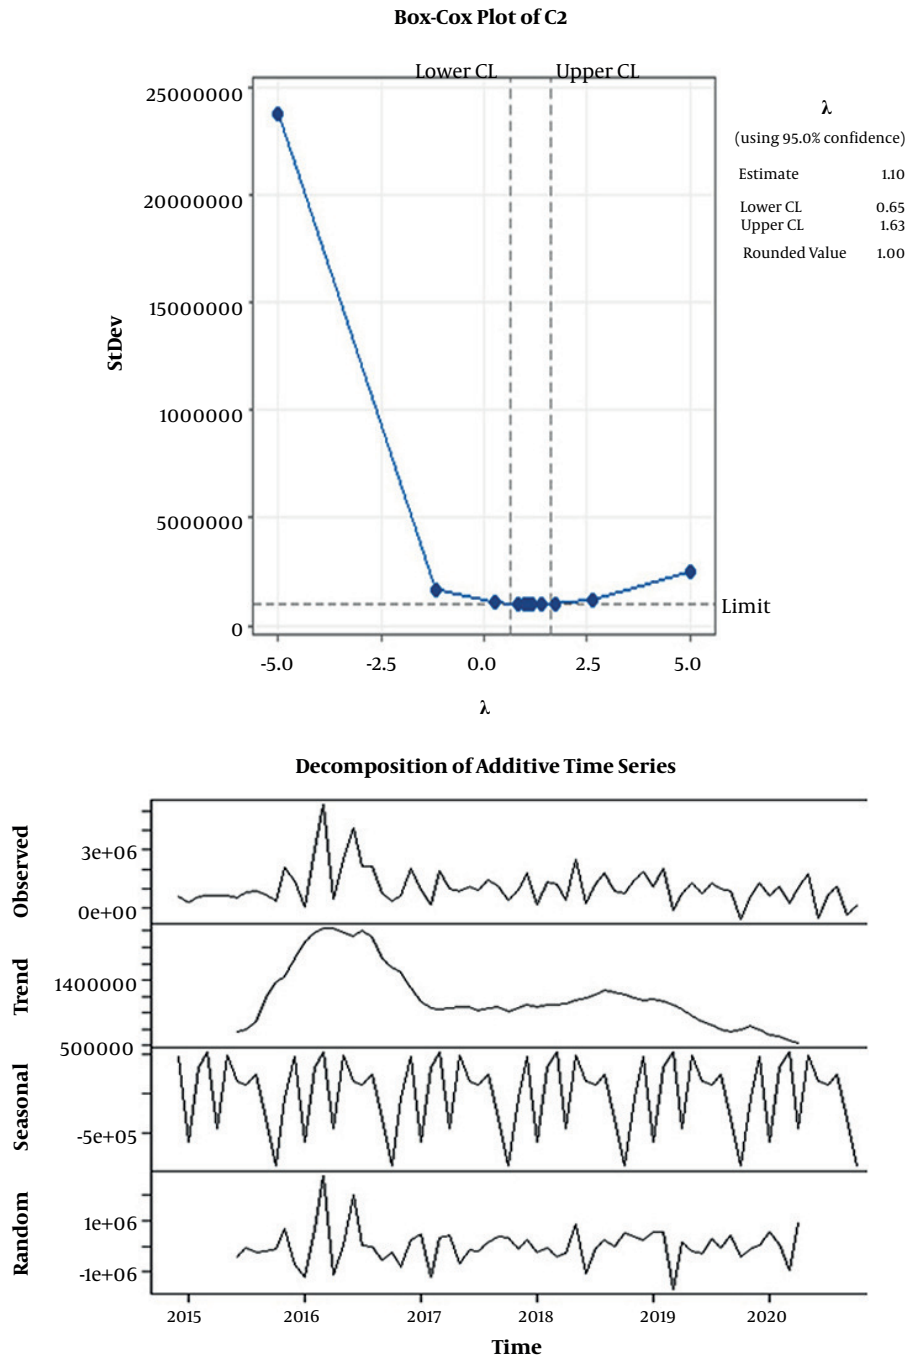 Box-Cox Plot of C2
Lower CL
Upper CL
25000000
20000000
15000000
1000000
5000000
0
StDev
Limit
-5.0
-2.5
0.0
2.5
5.0
λ
λ
(using 95.0% confidence)
Estimate 1.10
Lower CL 0.65
Upper CL 1.63
Rounded Value 1.00
Decomposition of Additive Time Series
Observed
3e+06
0e+00
Trend
1400000
500000
Seasonal
-5e+05
Random
1e+06
-1e+06
2015
2016
2017
2018
2019
2020
Time